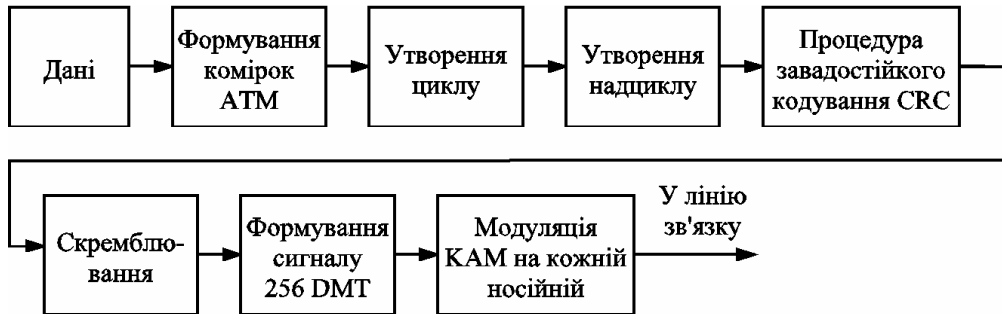 Дані
Формування
комірок
АТМ
Утворення
циклу
Утворення
надциклу
Процедура
завадостійкого
кодування CRC
Скремблю-
вання
Формування
сигналу
256 DMT
Модуляція
КАМ на кожній
носійній
У лінію
зв'язку